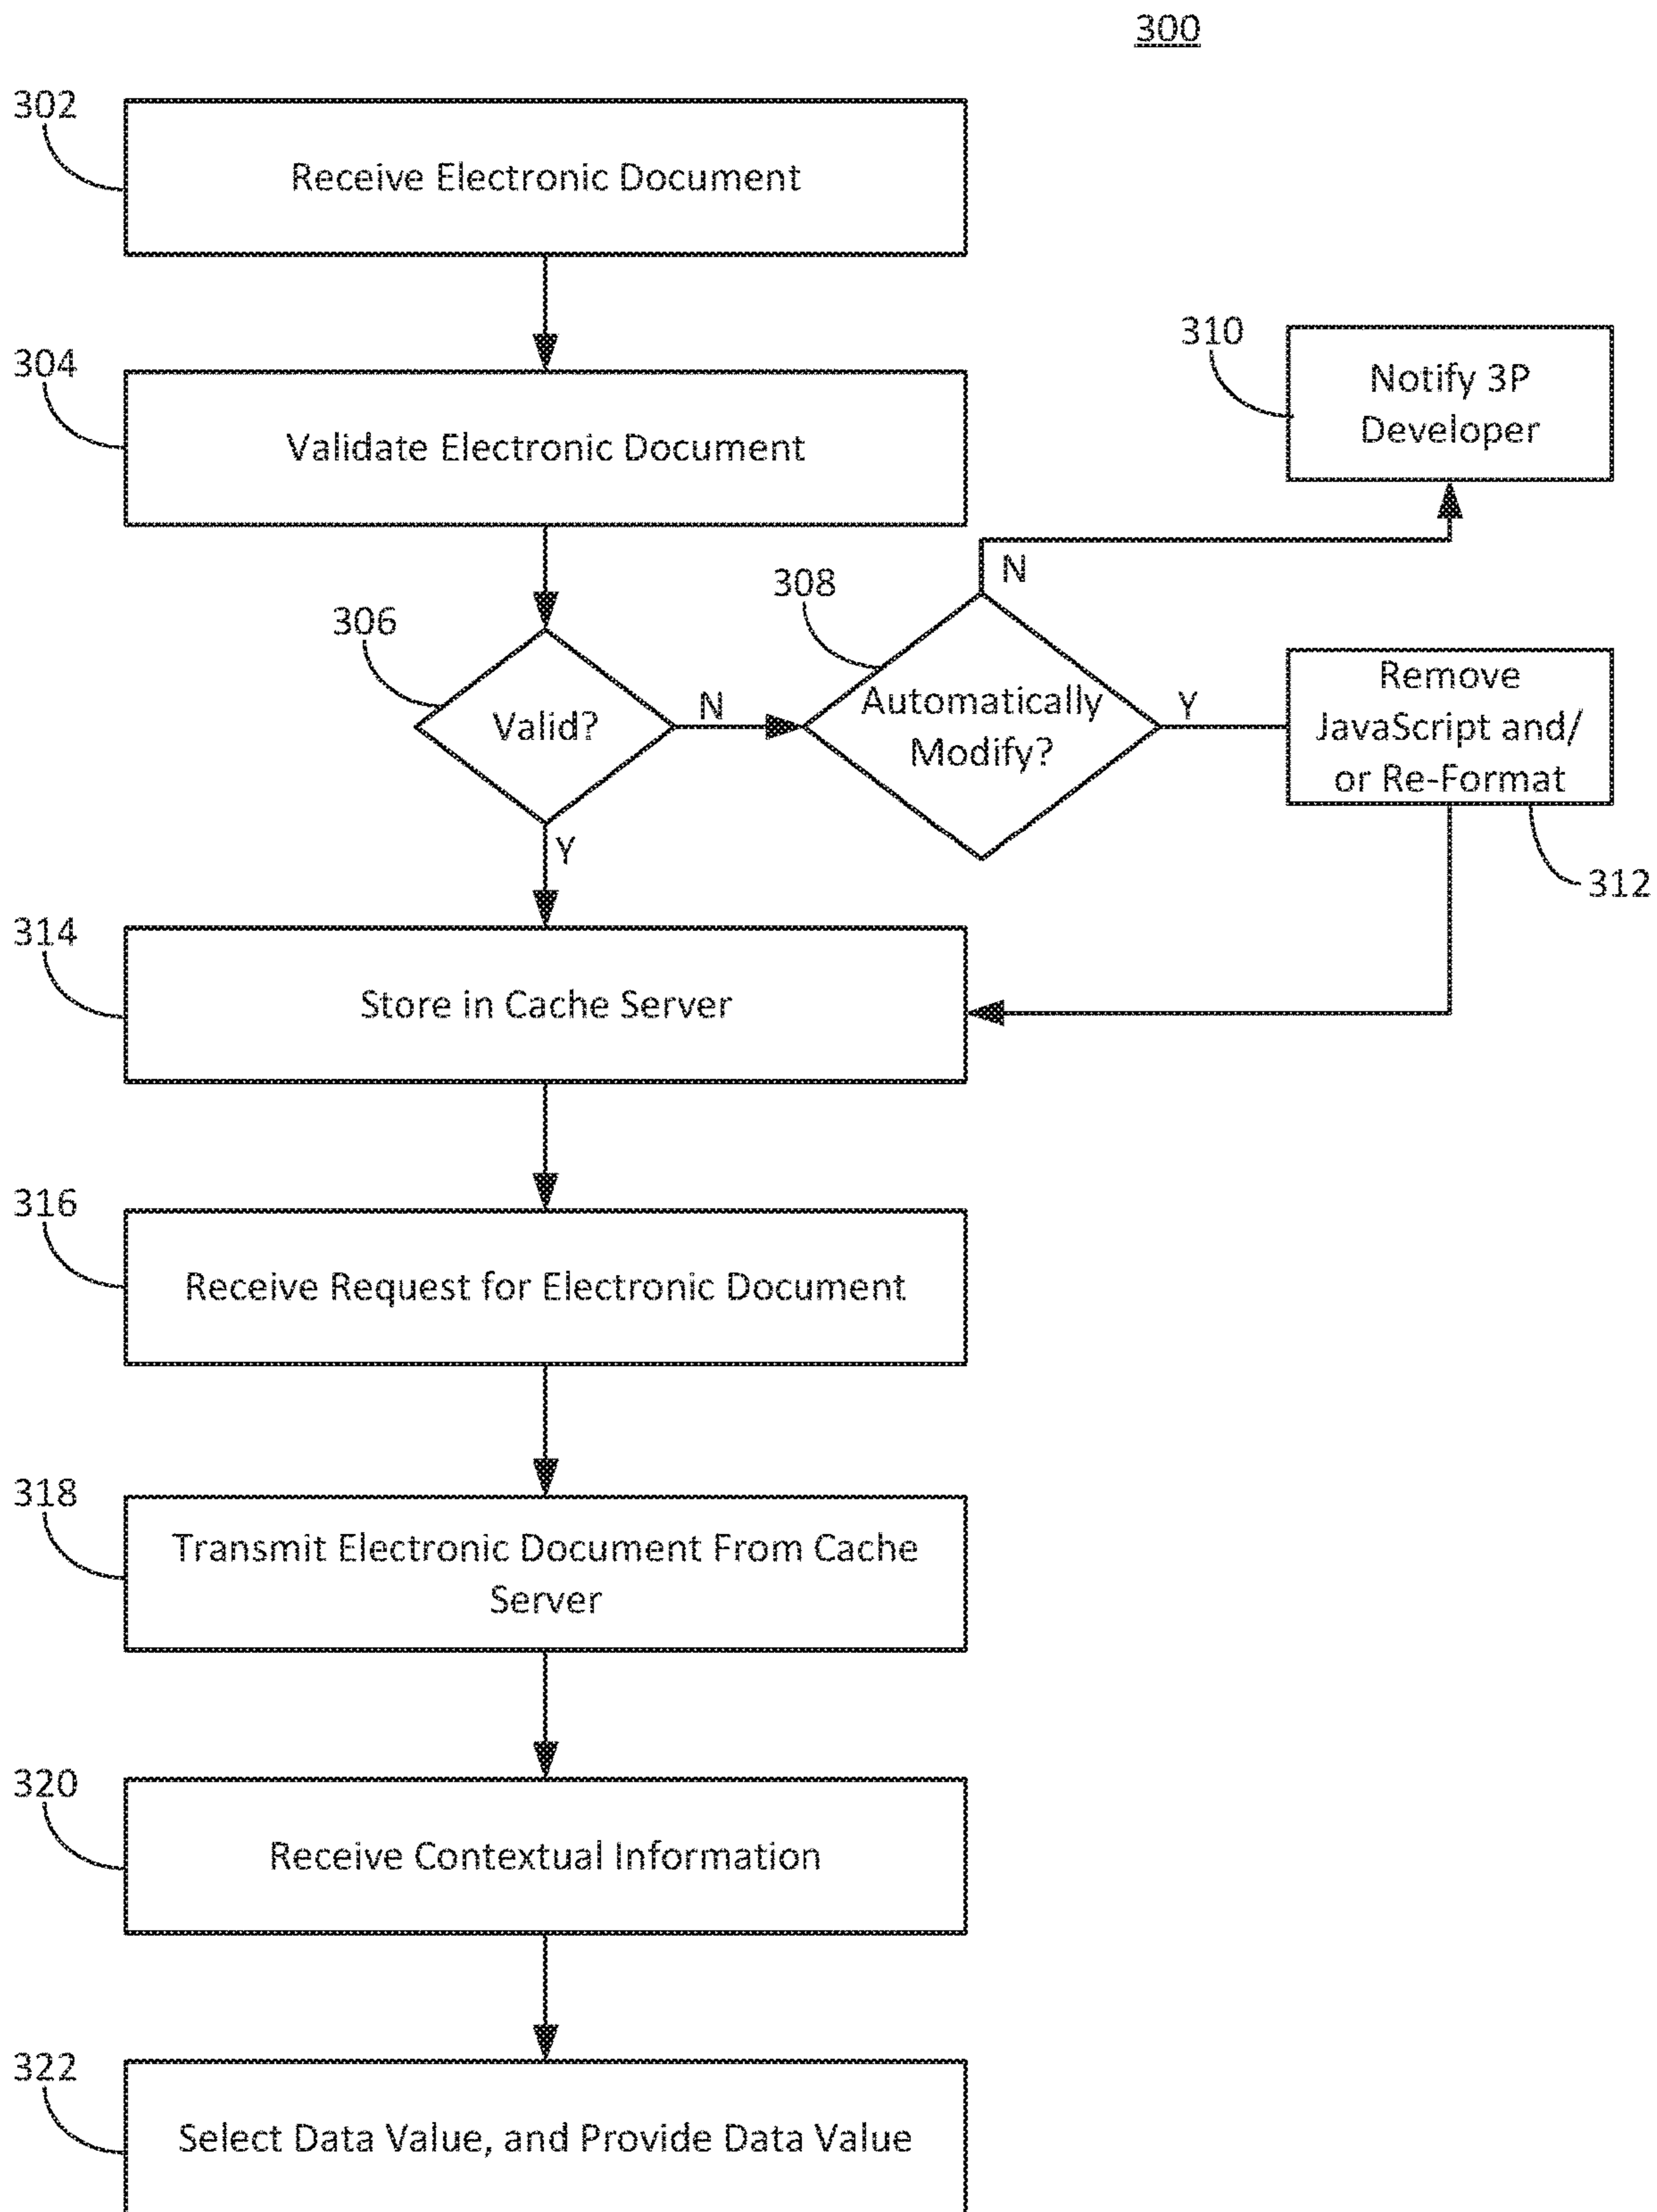 300
302
Receive Electronic Document
304
Validate Electronic Document
310
Notify 3P
Developer
306
Valid?
N
Y
308
Automatically
Modify?
N
Y
Remove
JavaScript and/
or Re-Format
312
314
Store in Cache Server
316
Receive Request for Electronic Document
318
Transmit Electronic Document From Cache
Server
320
Receive Contextual Information
322
Select Data Value, and Provide Data Value